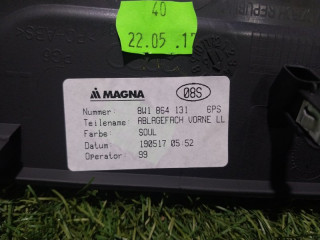 40
22.05.17
MAGNA
08S
Nummer 8W1 864 131 6PS
Teilename: ABLAGEFACH VORNE LL
Farbe: SOUL
Datum 190517 05 52
Operator 99